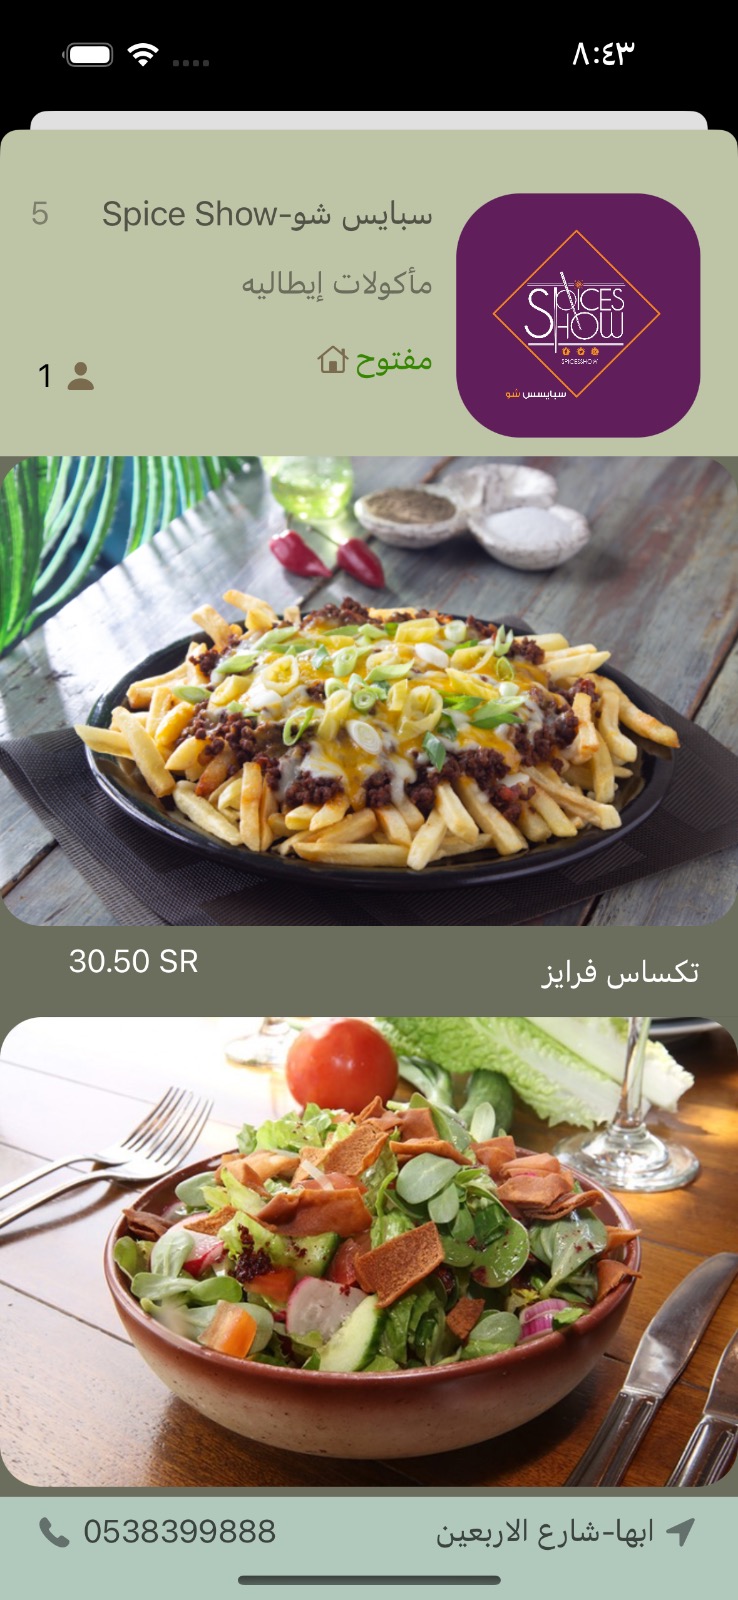 ٨:٤٣
سبايس شو-Spice Show
5
مأكولات إيطاليه
مفتوح
1
SPICES
SHOW
SPICESSHOW
سبايسس شو
تكساس فرايز
30.50 SR
ابها-شارع الاربعين
0538399888